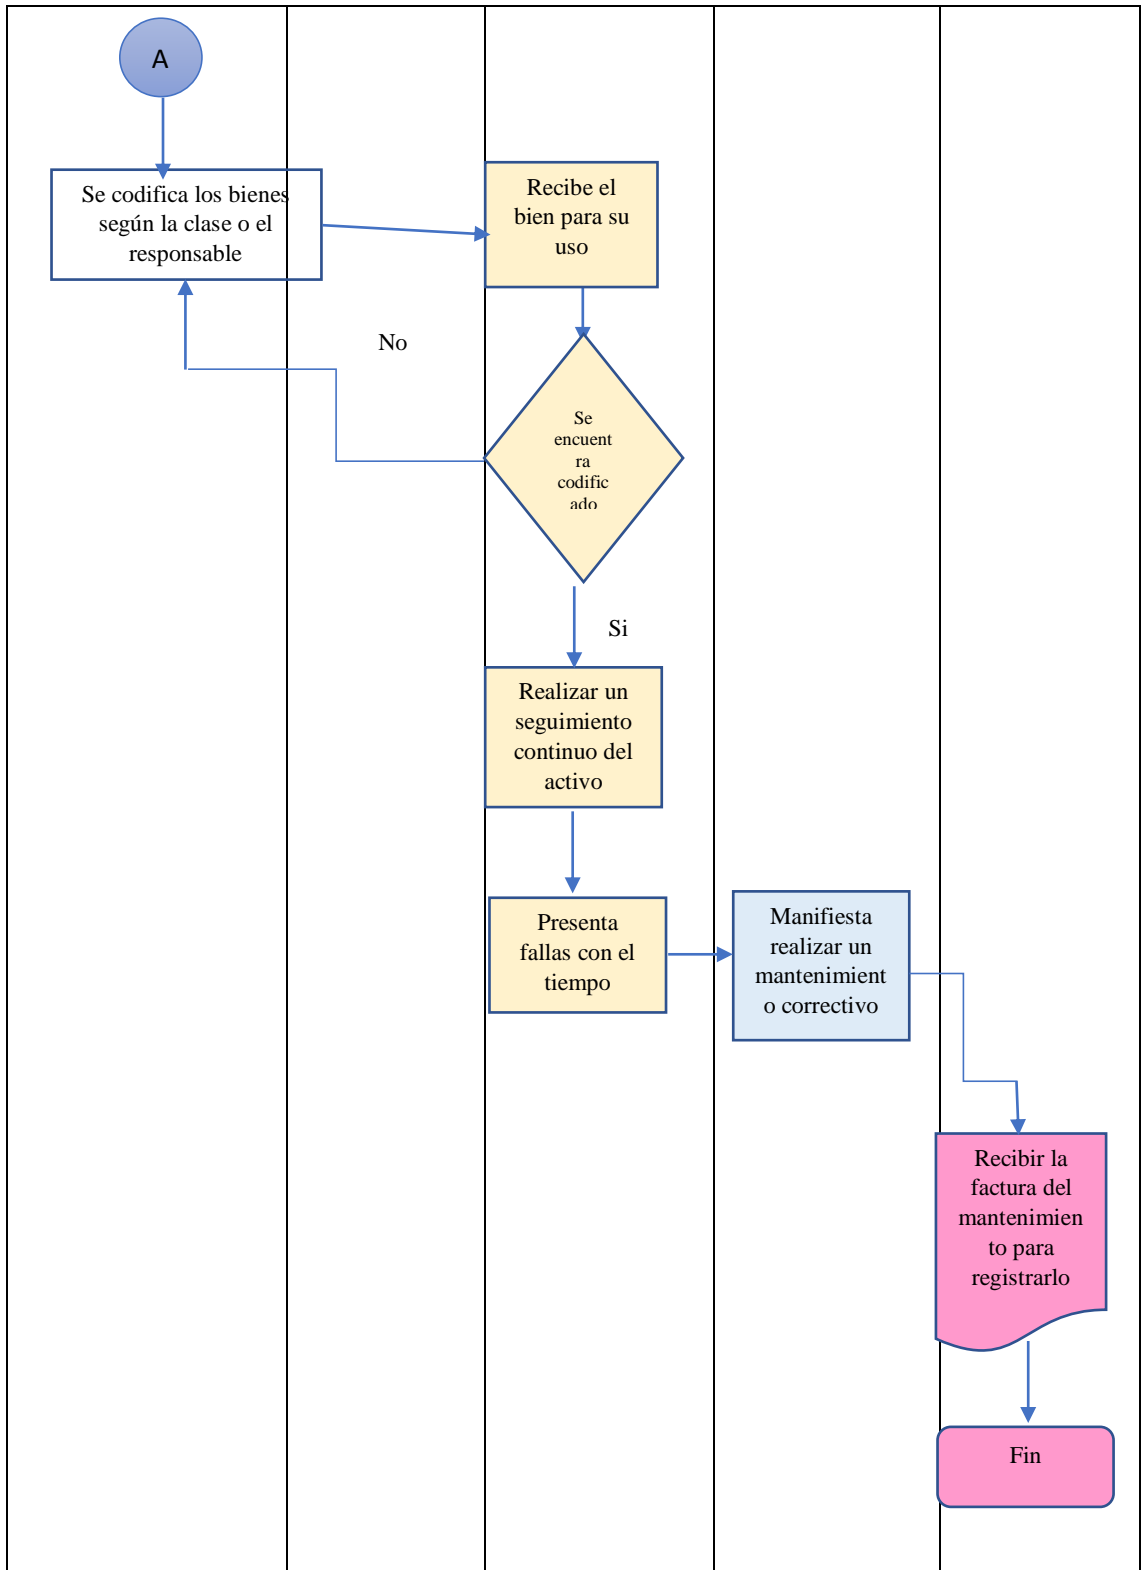 A
Se codifica los bienes
según la clase o el
responsable
Recibe el
bien para su
uso
No
Se
encuent
ra
codific
ado
Si
Realizar un
seguimiento
continuo del
activo
Presenta
fallas con el
tiempo
Manifiesta
realizar un
mantenimient
o correctivo
Recibir la
factura del
mantenimien
to para
registrarlo
Fin